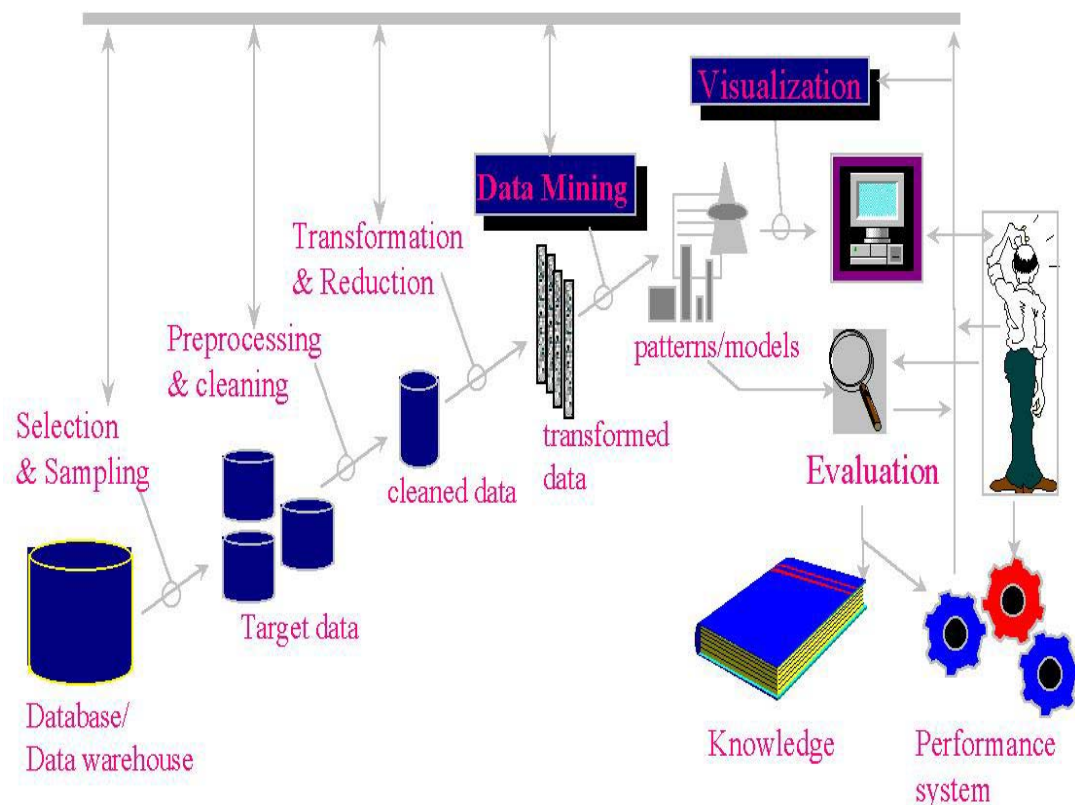 Visualization
Data Mining
Transformation
& Reduction
Preprocessing
& cleaning
patterns/models
Selection
& Sampling
transformed
data
cleaned data
Evaluation
Target data
Database/
Data warehouse
Knowledge
Performance
system